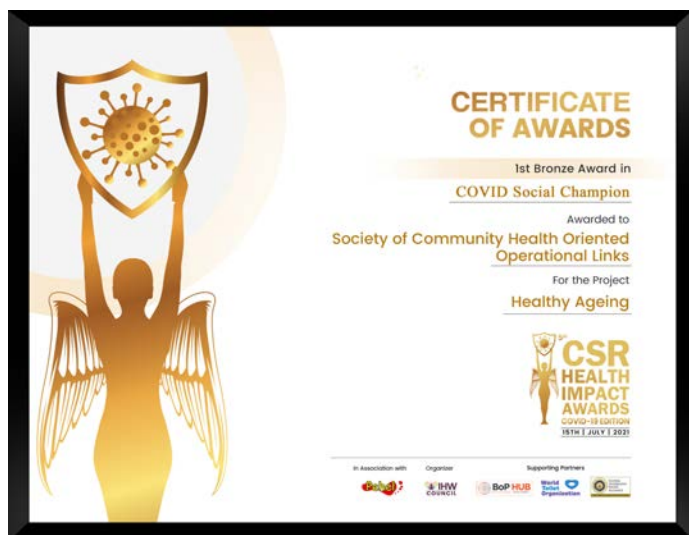 CERTIFICATE
OF AWARDS
1st Bronze Award in
COVID Social Champion
Awarded to
Society of Community Health Oriented
Operational Links
For the Project
Healthy Ageing
CSR
HEALTH
IMPACT
AWARDS
COVID-19 EDITION
15TH | JULY | 2021
In Association with
Organizer
Supporting Partners
IHW
COUNCIL
BoP HUB
World
Toilet
Organization